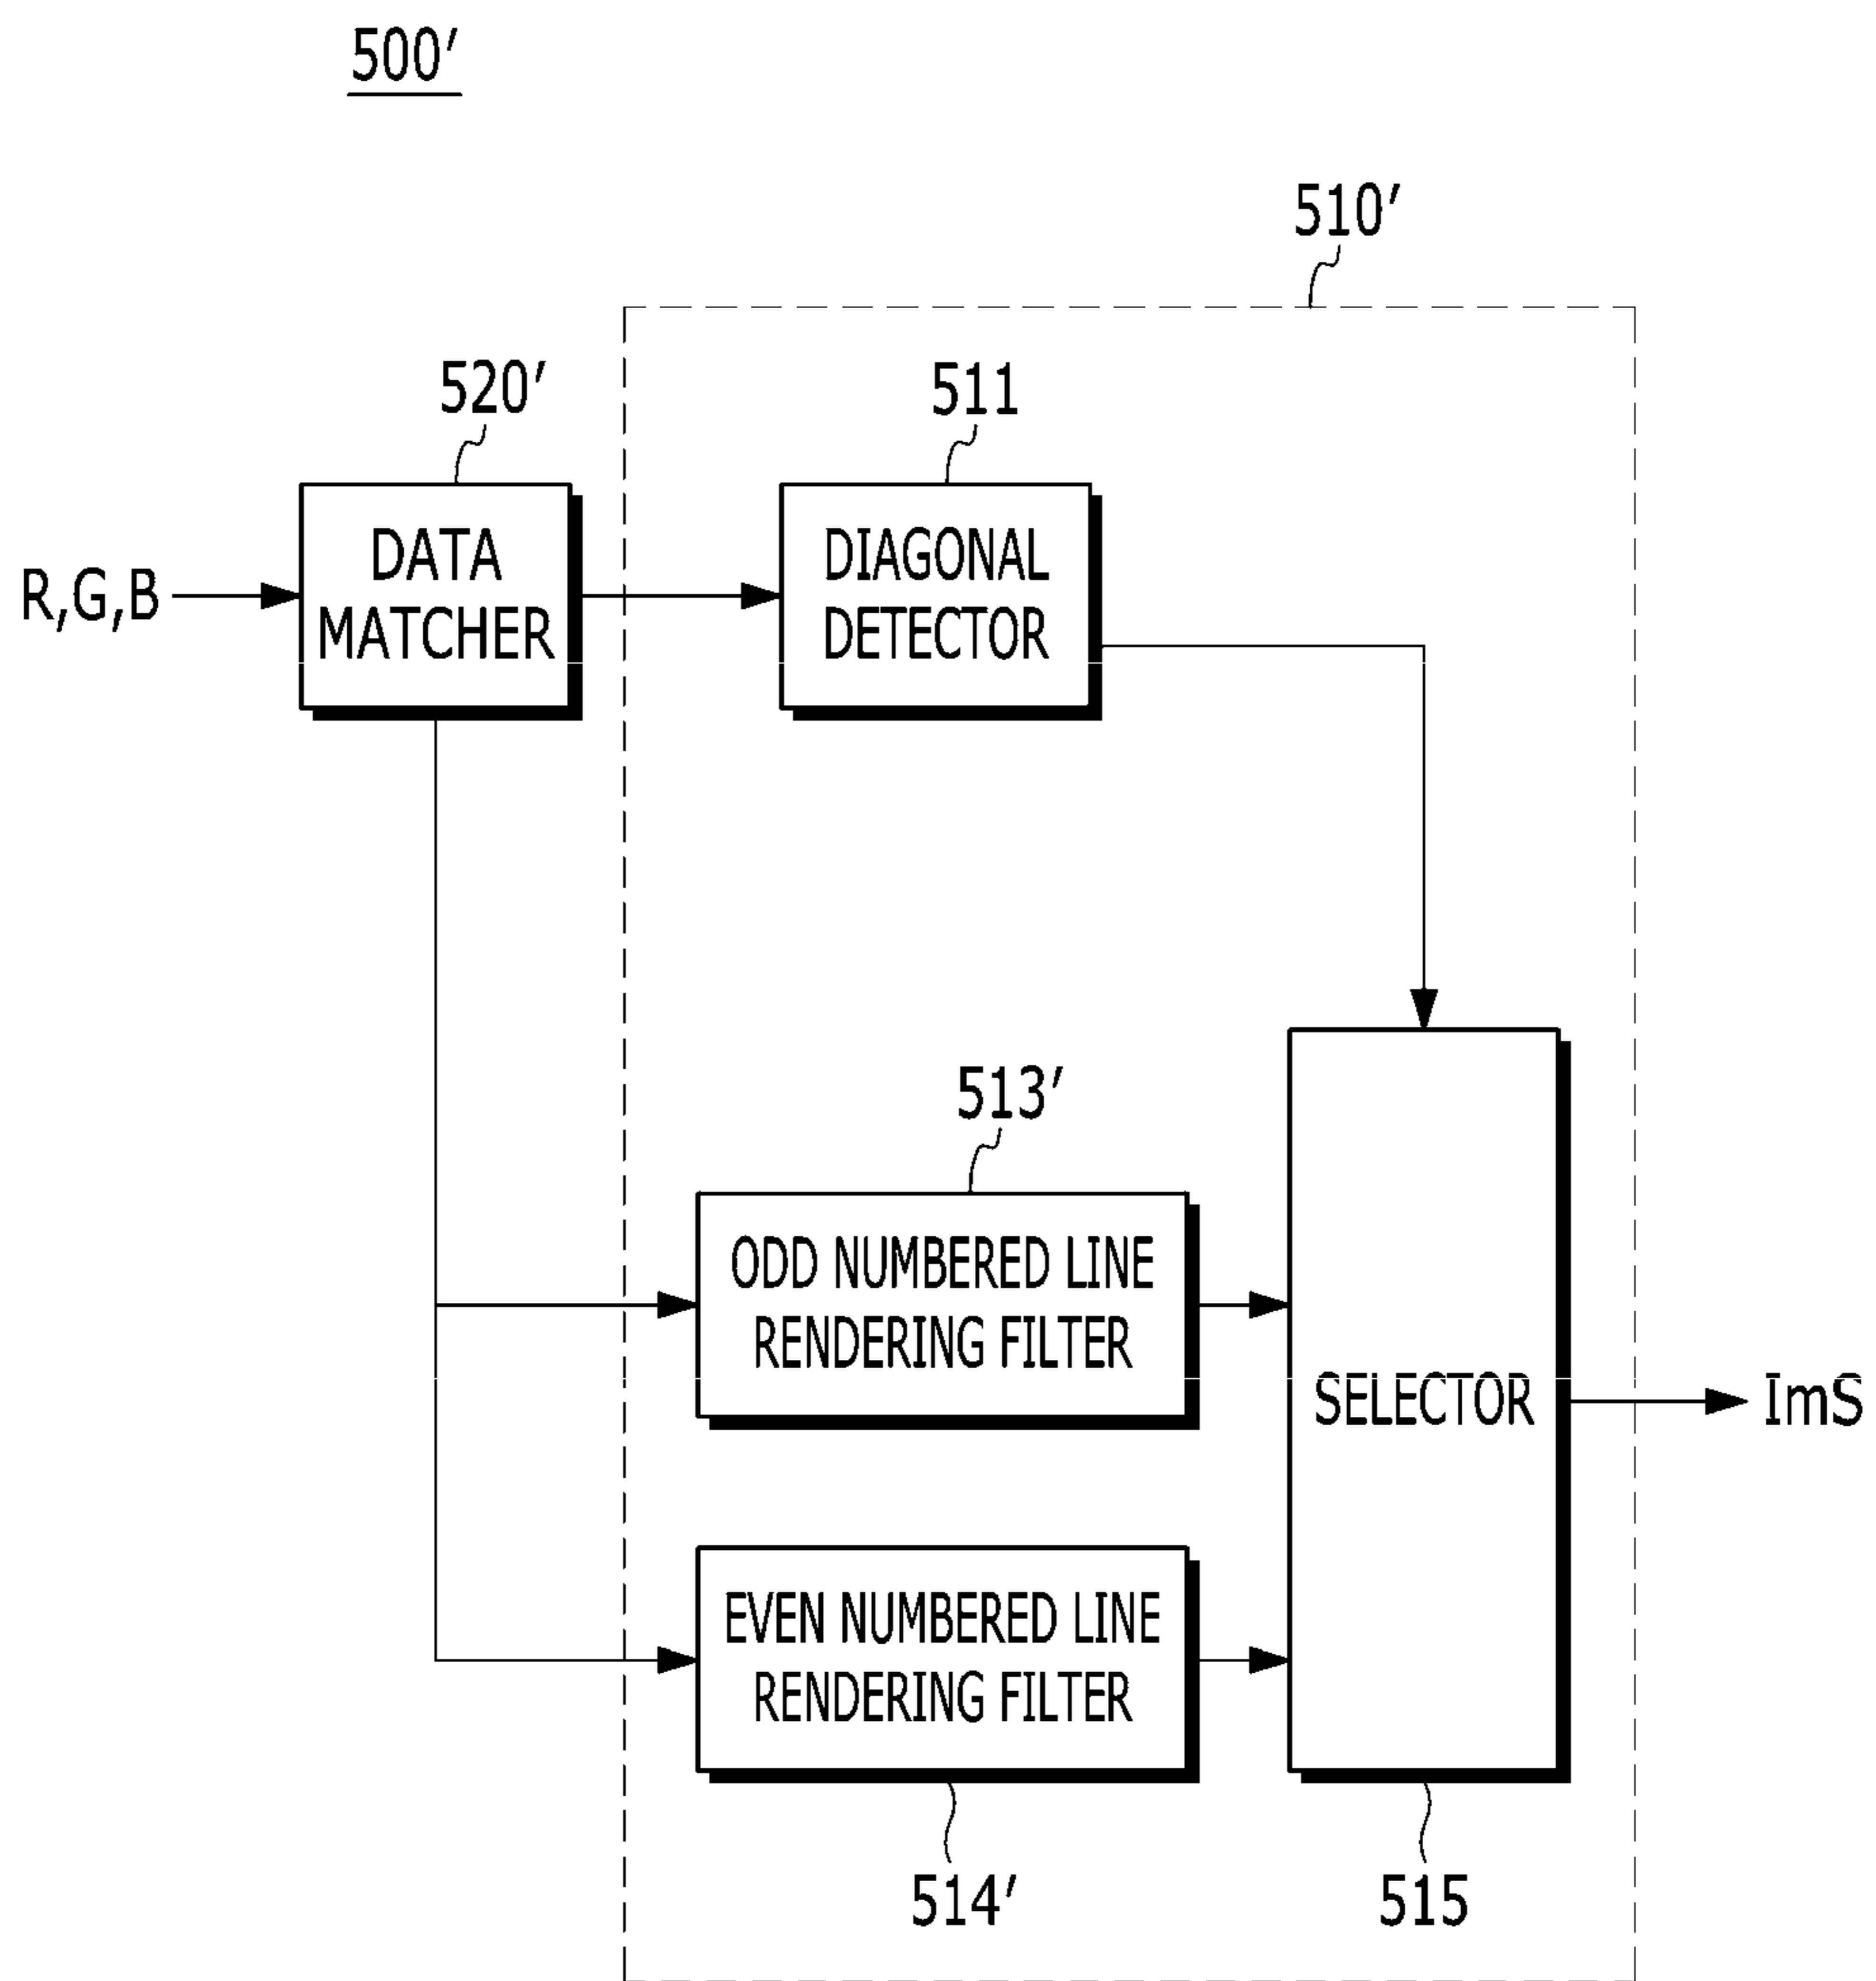 500'
510'
520'
511
R,G,B
DATA
MATCHER
DIAGONAL
DETECTOR
513'
ODD NUMBERED LINE
RENDERING FILTER
SELECTOR
ImS
EVEN NUMBERED LINE
RENDERING FILTER
514'
515